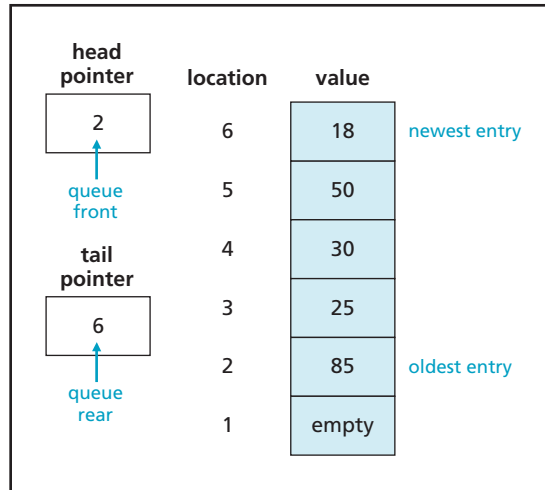 head
pointer
location
value
2
6
18
newest entry
queue
front
5
50
4
30
tail
pointer
3
25
6
2
85
oldest entry
queue
rear
1
empty